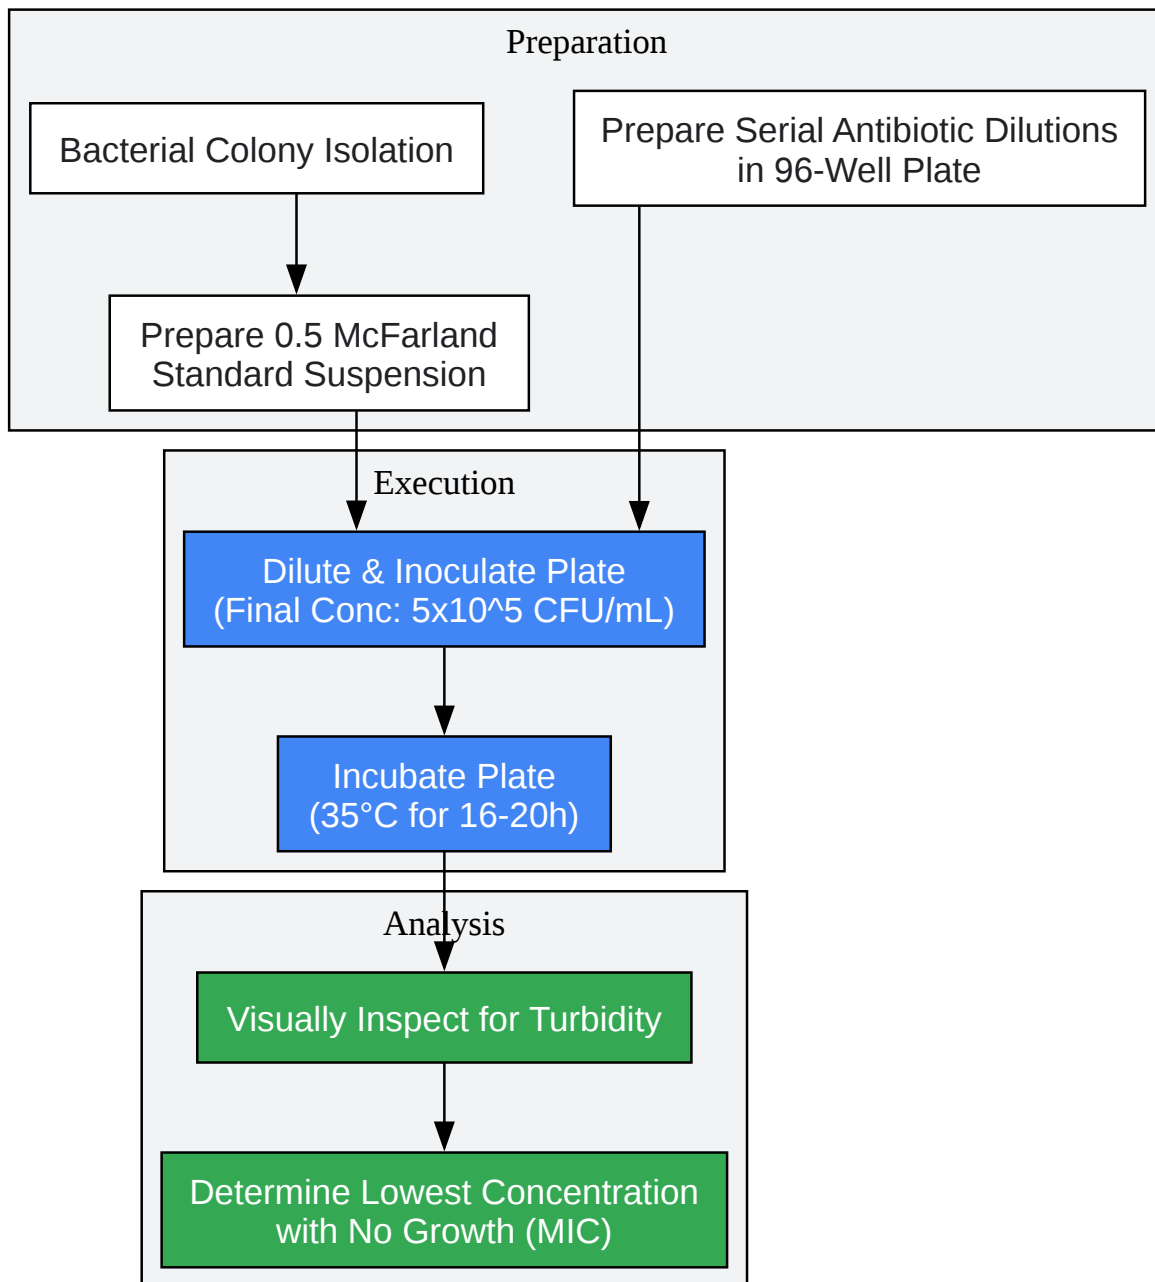 Preparation
Bacterial Colony Isolation
Prepare Serial Antibiotic Dilutions
in 96-Well Plate
Prepare 0.5 McFarland
Standard Suspension
Execution
Dilute & Inoculate Plate
(Final Conc: 5x10^5 CFU/mL)
Incubate Plate
(35°C for 16-20h)
Analysis
Visually Inspect for Turbidity
Determine Lowest Concentration
with No Growth (MIC)